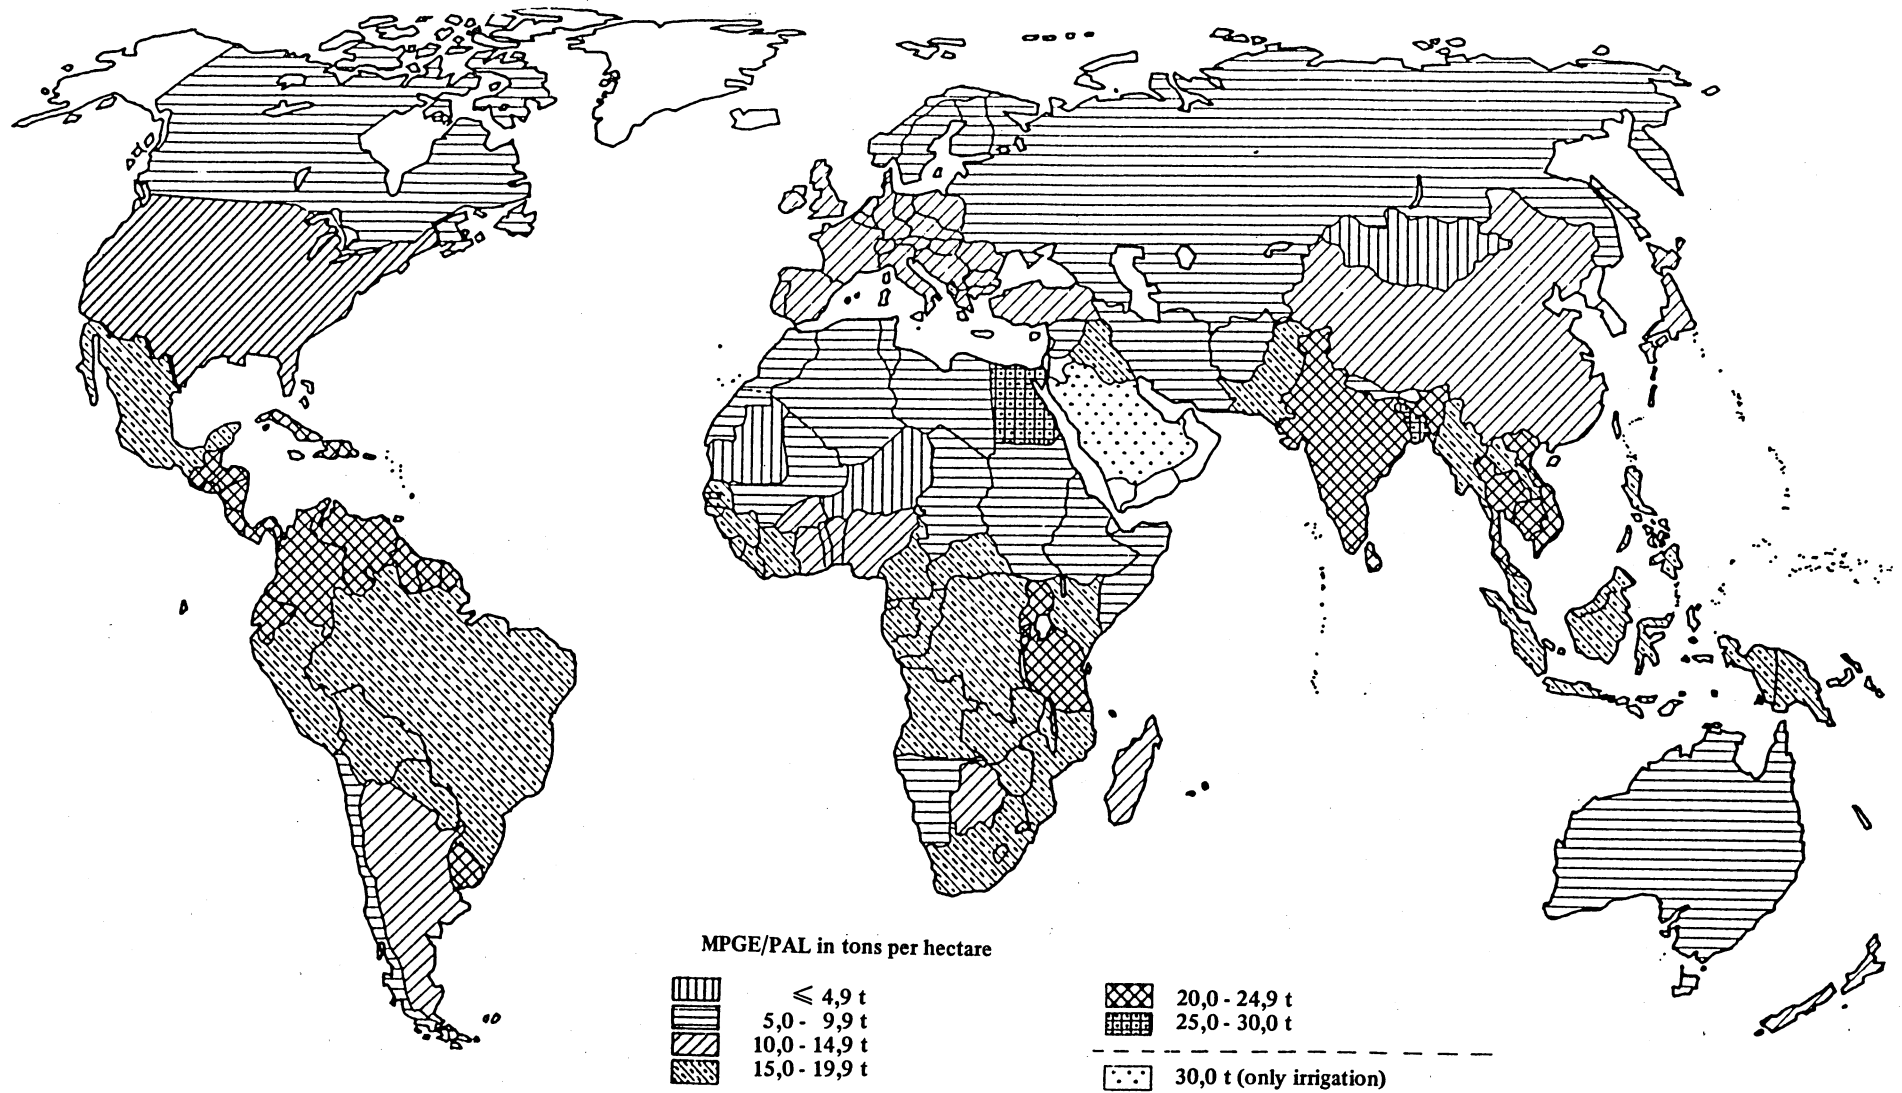 MPGE/PAL in tons per hectare
⩽ 4,9 t
5,0 - 9,9 t
10,0 - 14,9 t
15,0 - 19,9 t
20,0 - 24,9 t
25,0 - 30,0 t
30,0 t (only irrigation)